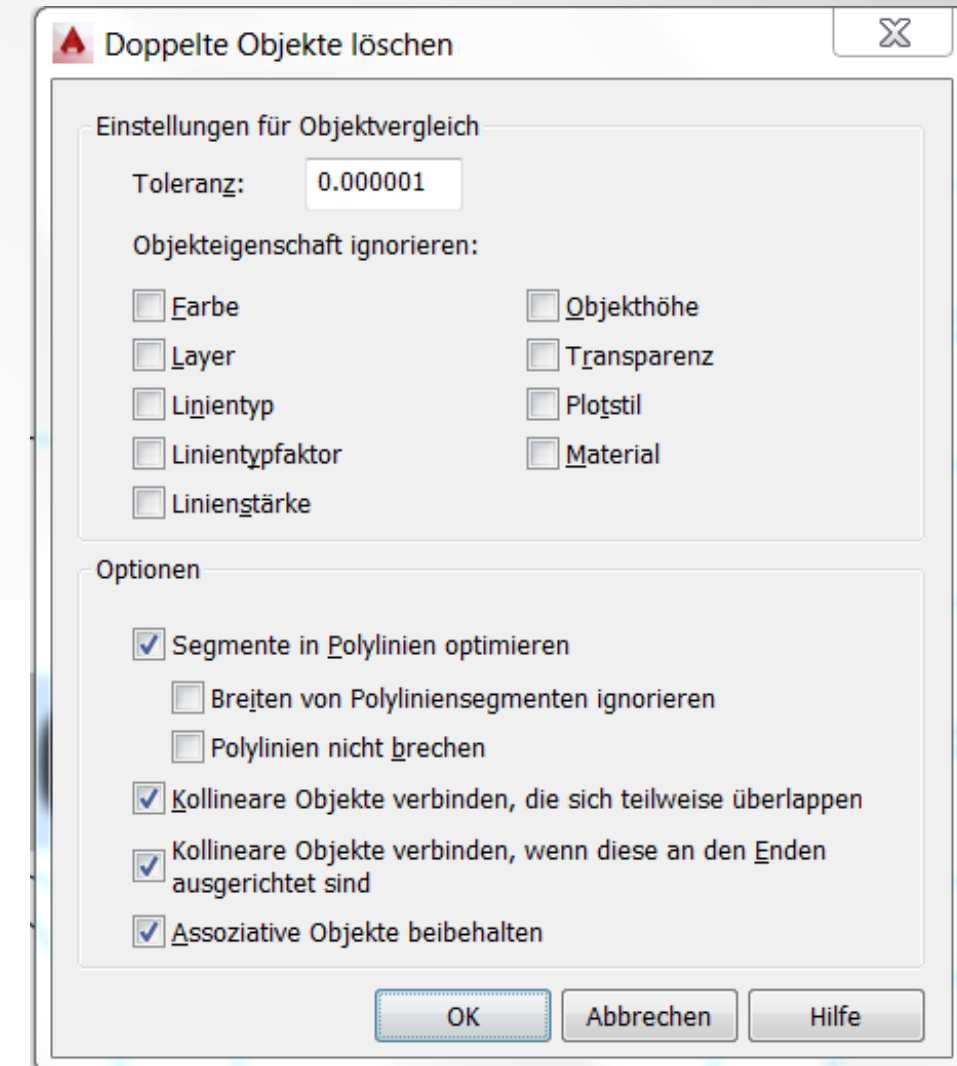 Doppelte Objekte löschen
Einstellungen für Objektvergleich
Toleranz: 0.000001
Objekteigenschaft ignorieren:
Farbe Objekthöhe
Layer Transparenz
Linientyp Plotstil
Linientypfaktor Material
Linienstärke
Optionen
Segmente in Polylinien optimieren
Breiten von Polyliniensegmenten ignorieren
Polylinien nicht brechen
Kollineare Objekte verbinden, die sich teilweise überlappen
Kollineare Objekte verbinden, wenn diese an den Enden
ausgerichtet sind
Assoziative Objekte beibehalten
OK Abbrechen Hilfe